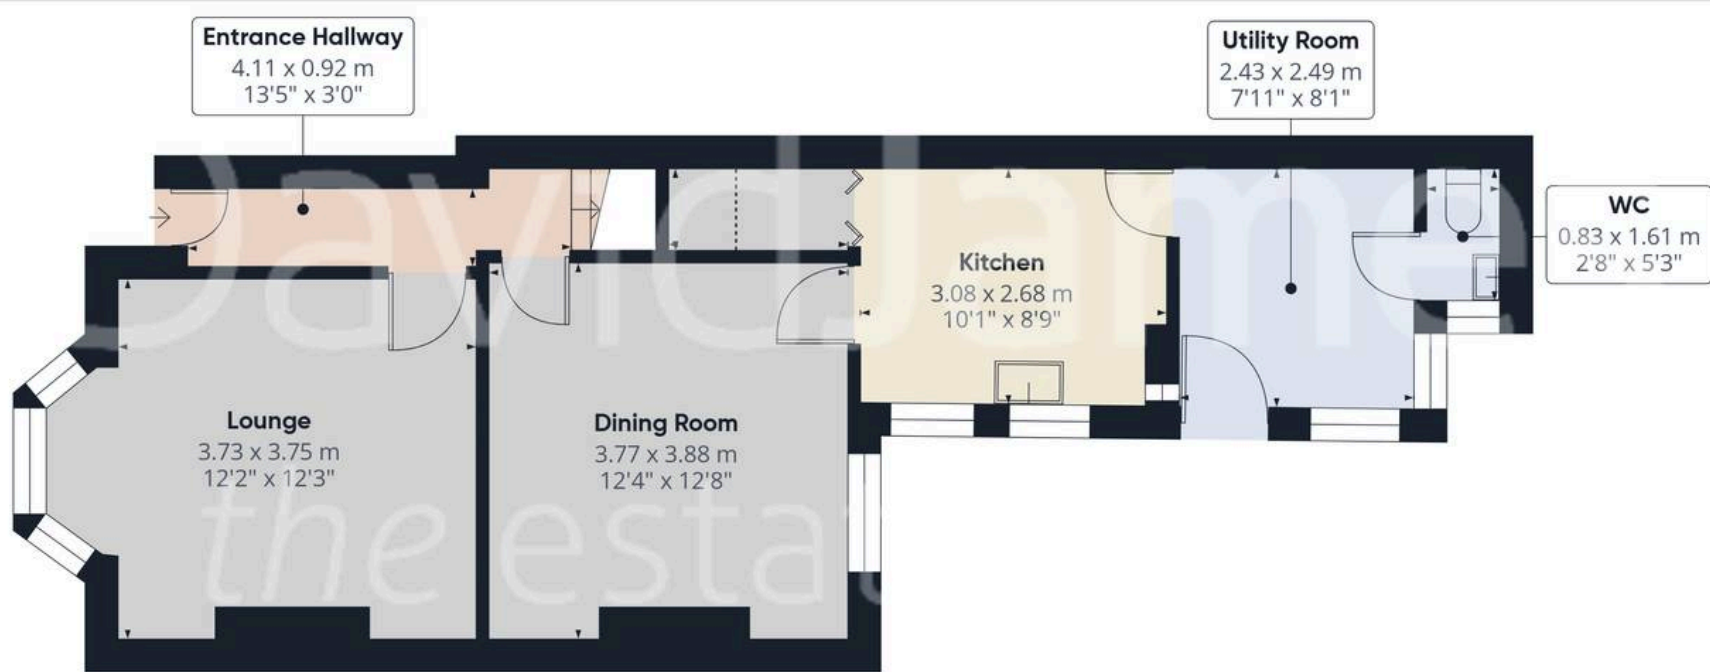 Entrance Hallway
4.11 x 0.92 m
13'5" x 3'0"
Utility Room
2.43 x 2.49 m
7'11" x 8'1"
WC
0.83 x 1.61 m
2'8" x 5'3"
Kitchen
3.08 x 2.68 m
10'1" x 8'9"
Lounge
3.73 x 3.75 m
12'2" x 12'3"
Dining Room
3.77 x 3.88 m
12'4" x 12'8"
DavidJame
the esta